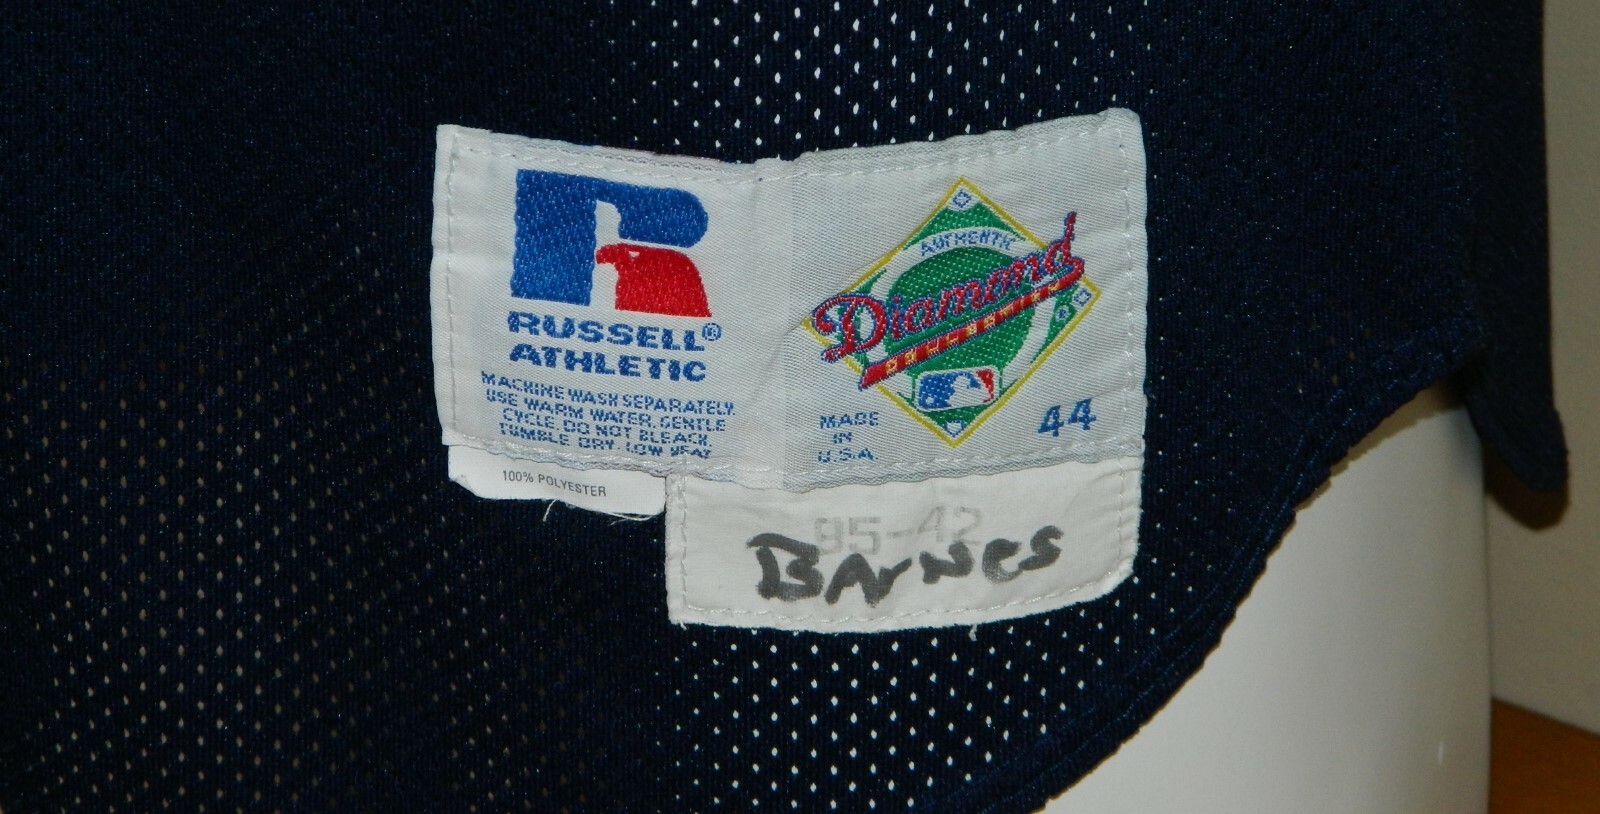 RUSSELL®
ATHLETIC
MACHINE WASH SEPARATELY.
USE WARM WATER, GENTLE
CYCLE, DO NOT BLEACH,
TUMBLE DRY-LOW HEAT
100% POLYESTER
AUTHENTIC
Diamond
COLLECTION
MADE
IN
U.S.A.
44
95-42
BArNes